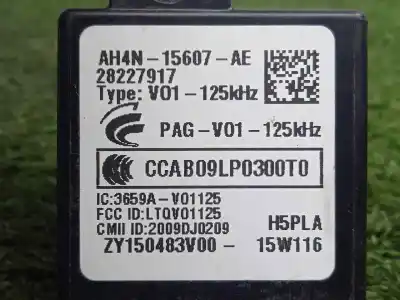 AH4N-15607-AE
28227917
Type: V01-125kHz
PAG-V01-125kHz
CCAB09LP0300T0
IC:3659A-V01125
FCC ID:LTQV01125
CMII ID:2009DJ0209
H5PLA
ZY150483V00- 15W116